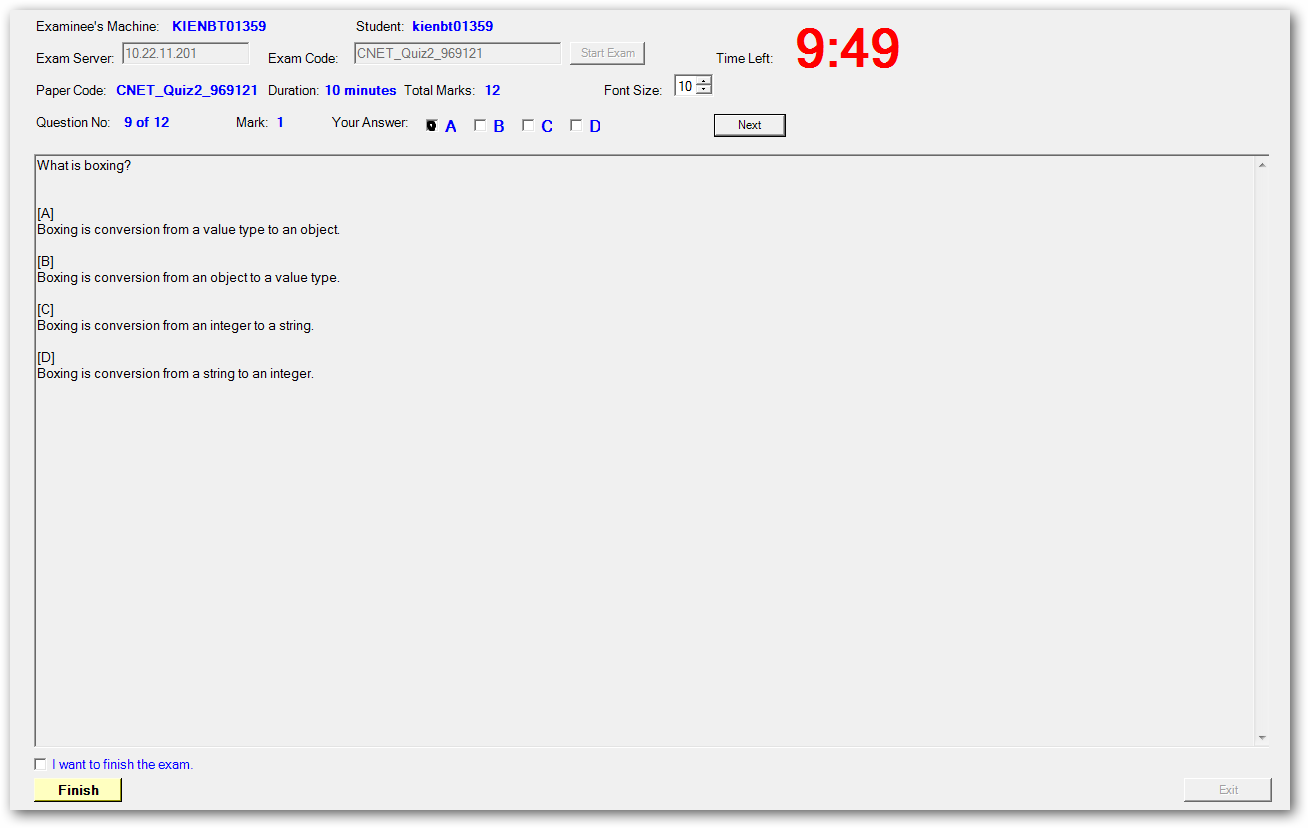 Examinee's Machine: KIENBT01359 Student: kienbt01359
Exam Server: 10.22.11.201 Exam Code: CNET_Quiz2_969121 Start Exam Time Left: 9:49
Paper Code: CNET_Quiz2_969121 Duration: 10 minutes Total Marks: 12 Font Size: 10
Question No: 9 of 12 Mark: 1 Your Answer: A B C D Next
What is boxing?
[A]
Boxing is conversion from a value type to an object.
[B]
Boxing is conversion from an object to a value type.
[C]
Boxing is conversion from an integer to a string.
[D]
Boxing is conversion from a string to an integer.
I want to finish the exam.
Finish Exit